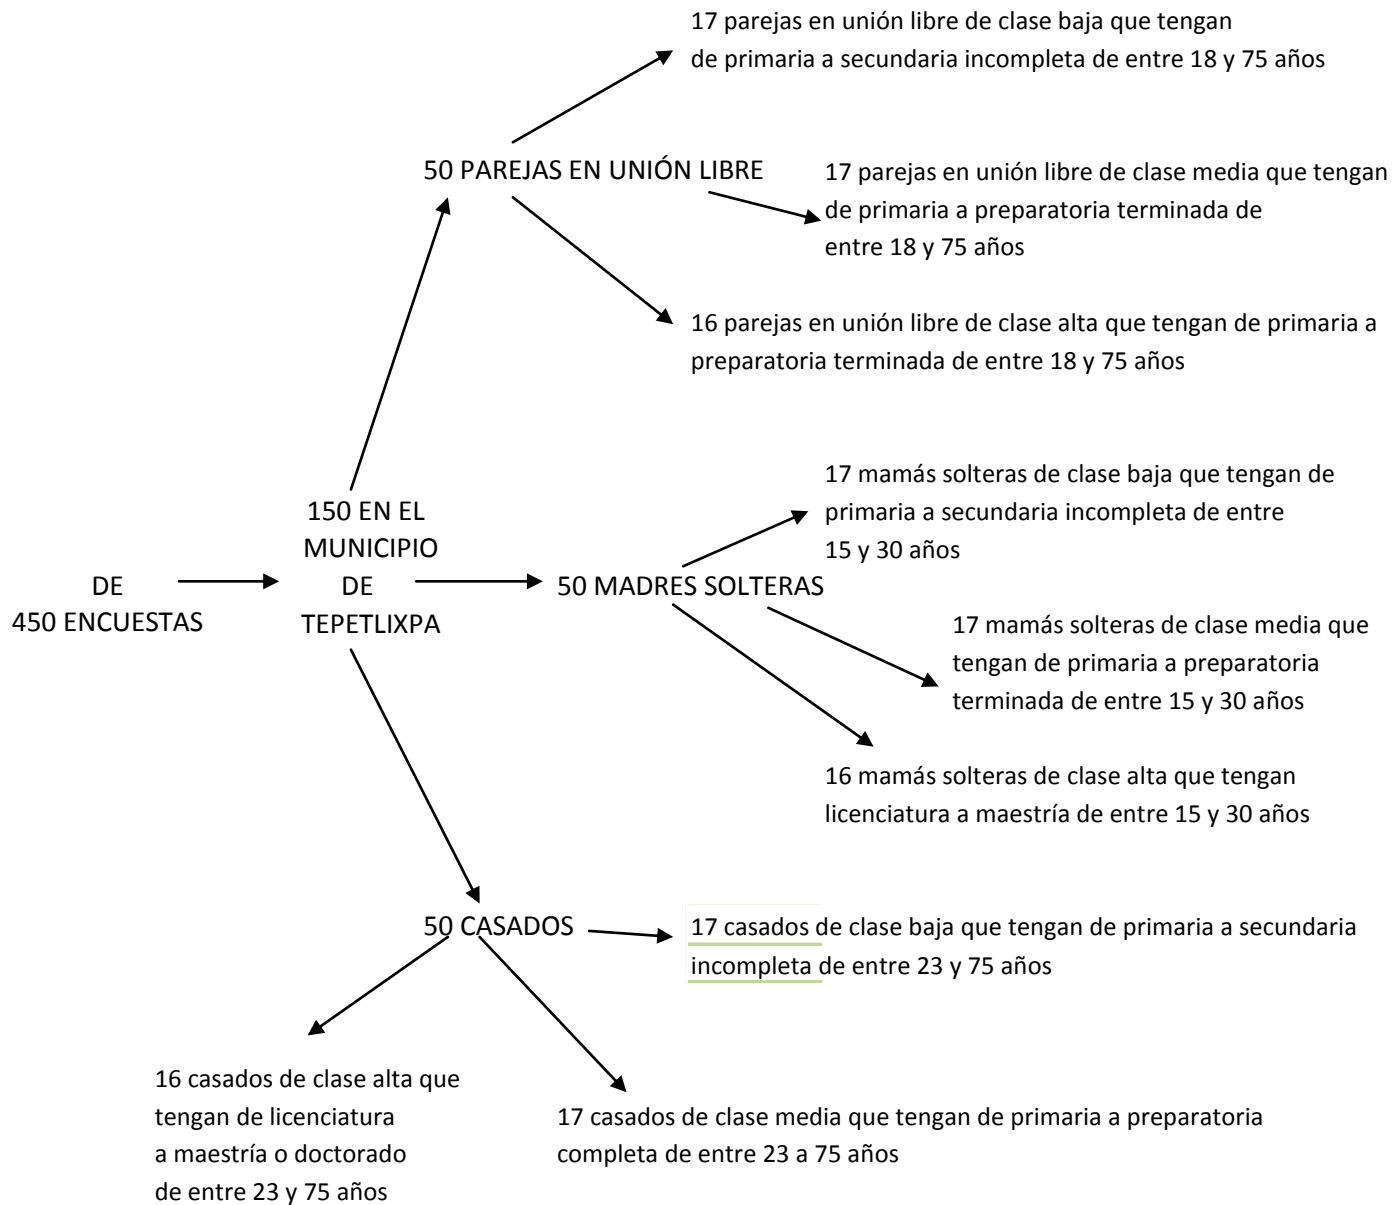 17 parejas en unión libre de clase baja que tengan
de primaria a secundaria incompleta de entre 18 y 75 años
50 PAREJAS EN UNIÓN LIBRE
17 parejas en unión libre de clase media que tengan
de primaria a preparatoria terminada de
entre 18 y 75 años
16 parejas en unión libre de clase alta que tengan de primaria a
preparatoria terminada de entre 18 y 75 años
DE
450 ENCUESTAS
150 EN EL
MUNICIPIO
DE
TEPETLIXPA
17 mamás solteras de clase baja que tengan de
primaria a secundaria incompleta de entre
15 y 30 años
50 MADRES SOLTERAS
17 mamás solteras de clase media que
tengan de primaria a preparatoria
terminada de entre 15 y 30 años
16 mamás solteras de clase alta que tengan
licenciatura a maestría de entre 15 y 30 años
50 CASADOS
17 casados de clase baja que tengan de primaria a secundaria
incompleta de entre 23 y 75 años
16 casados de clase alta que
tengan de licenciatura
a maestría o doctorado
de entre 23 y 75 años
17 casados de clase media que tengan de primaria a preparatoria
completa de entre 23 a 75 años